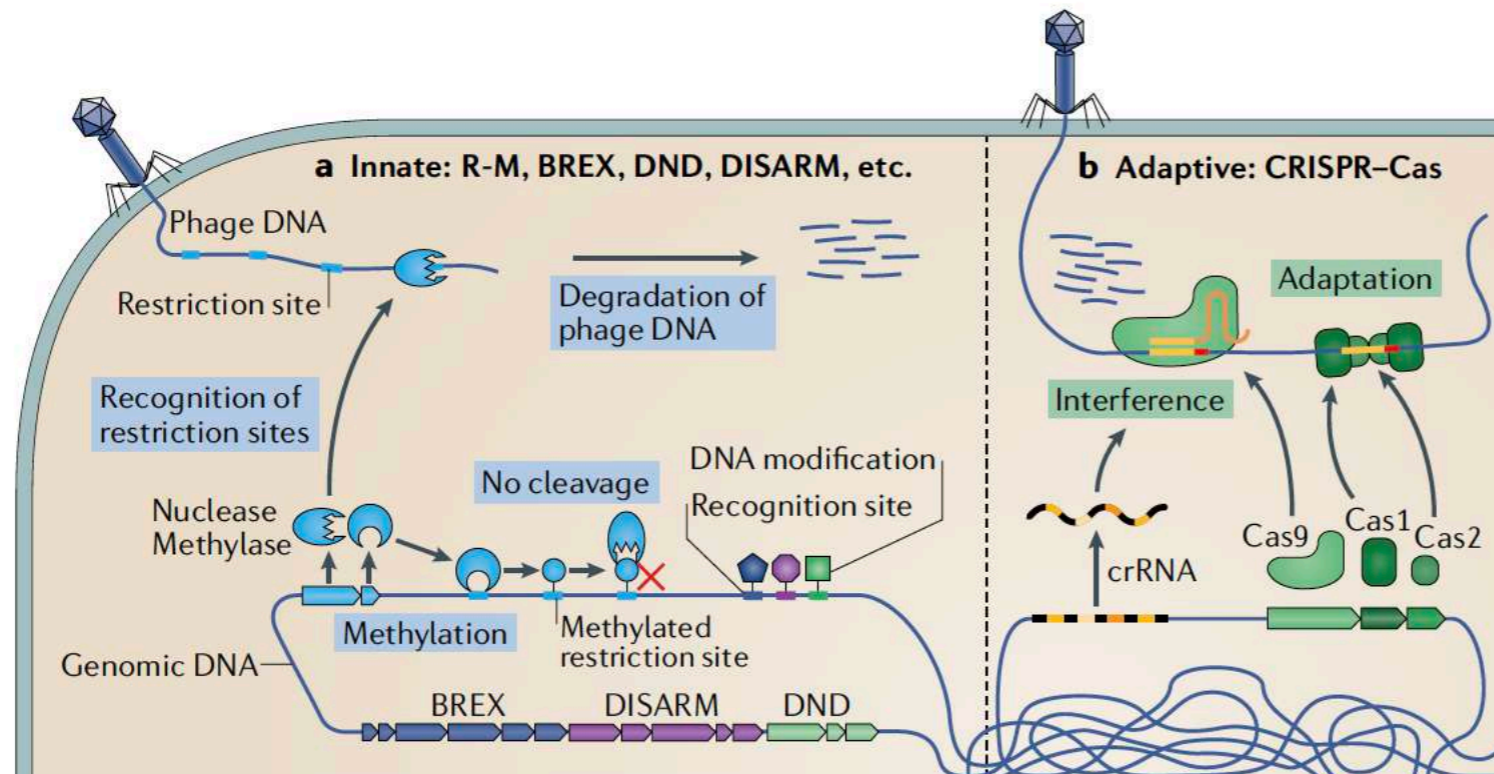 a Innate: R-M, BREX, DND, DISARM, etc.
Phage DNA
Restriction site
Degradation of
phage DNA
Recognition of
restriction sites
No cleavage
DNA modification
Recognition site
Nuclease
Methylase
Methylation
Methylated
restriction site
Genomic DNA
BREX
DISARM
DND
b Adaptive: CRISPR–Cas
Adaptation
Interference
Cas9
Cas1
Cas2
crRNA